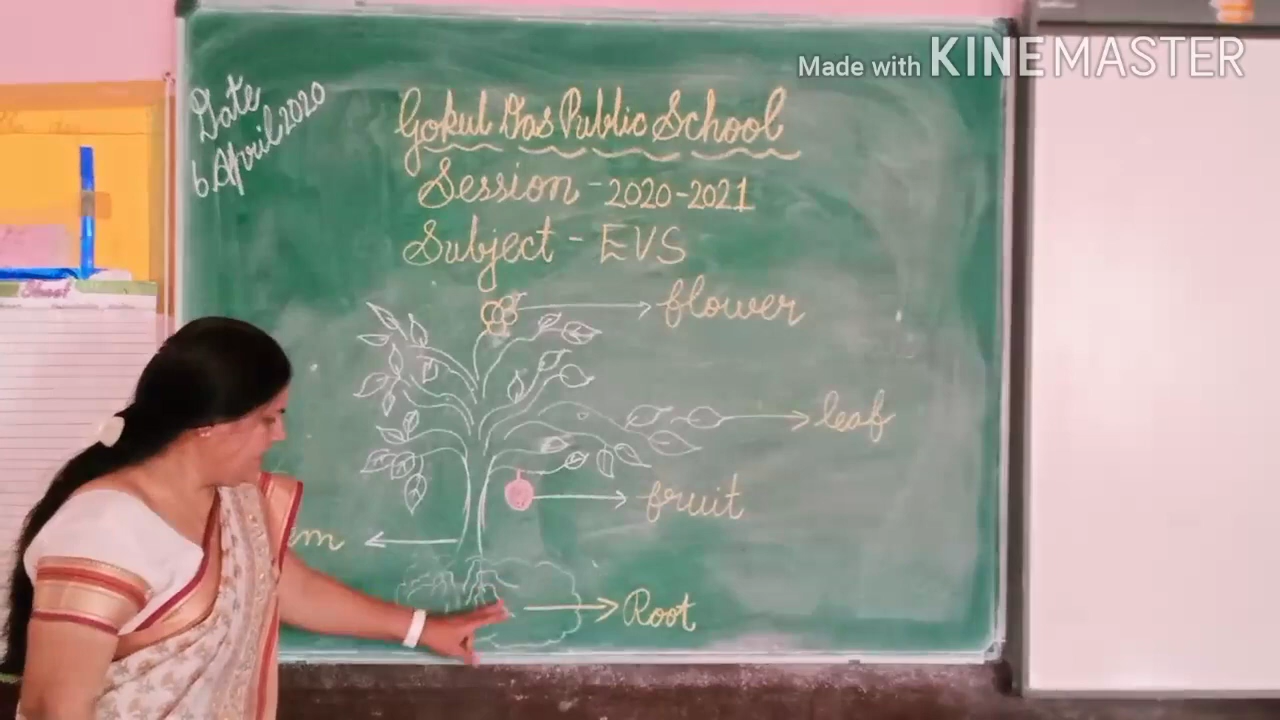 Made with KINEMASTER
Date
6 April 2020
Gokul Das Public School
Session - 2020-2021
Subject - EVS
flower
leaf
fruit
em
Root